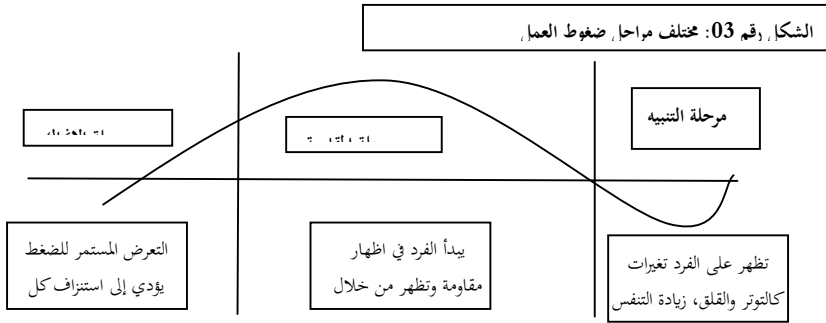 الشكل رقم 03: مختلف مراحل ضغوط العمل
مرحلة التنبيه
تظهر على الفرد تغيرات
كالتوتر والقلق، زيادة التنفس
يبدأ الفرد في اظهار
مقاومة وتظهر من خلال
التعرض المستمر للضغط
يؤدي إلى استنزاف كل